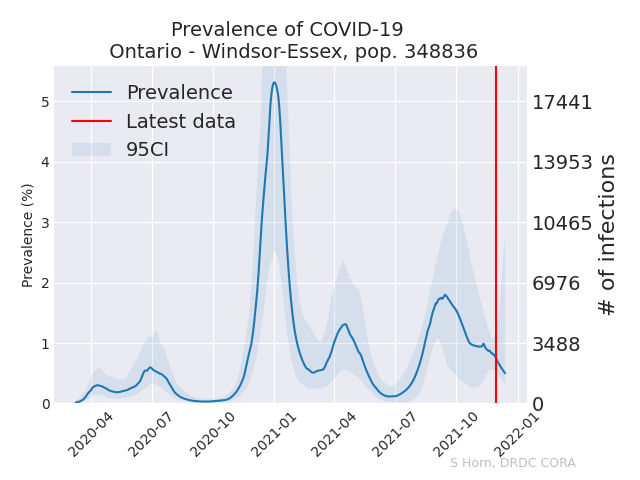 Prevalence of COVID-19
Ontario - Windsor-Essex, pop. 348836
Prevalence
Latest data
95CI
Prevalence (%)
5
4
3
2
1
0
17441
13953
10465
6976
3488
0
# of infections
2020-04
2020-07
2020-10
2021-01
2021-04
2021-07
2021-10
2022-01
S Horn, DRDC CORA